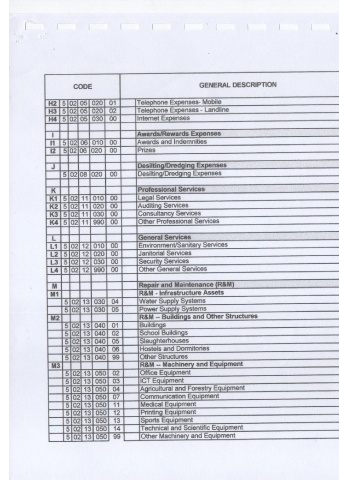 CODE GENERAL DESCRIPTION
H2 5 02 05 020 01 Telephone Expenses- Mobile
H3 5 02 05 020 02 Telephone Expenses - Landline
H4 5 02 05 030 00 Internet Expenses
I Awards/Rewards Expenses
I1 5 02 06 010 00 Awards and Indemnities
I2 5 02 06 020 00 Prizes
J Desilting/Dredging Expenses
5 02 08 020 00 Desilting/Dredging Expenses
K Professional Services
K1 5 02 11 010 00 Legal Services
K2 5 02 11 020 00 Auditing Services
K3 5 02 11 030 00 Consultancy Services
K4 5 02 11 990 00 Other Professional Services
L General Services
L1 5 02 12 010 00 Environment/Sanitary Services
L2 5 02 12 020 00 Janitorial Services
L3 5 02 12 030 00 Security Services
L4 5 02 12 990 00 Other General Services
M Repair and Maintenance (R&M)
M1 R&M - Infrastructure Assets
5 02 13 030 04 Water Supply Systems
5 02 13 030 05 Power Supply Systems
M2 R&M -- Buildings and Other Structures
5 02 13 040 01 Buildings
5 02 13 040 02 School Buildings
5 02 13 040 05 Slaughterhouses
5 02 13 040 06 Hostels and Dormitories
5 02 13 040 99 Other Structures
M3 R&M -- Machinery and Equipment
5 02 13 050 02 Office Equipment
5 02 13 050 03 ICT Equipment
5 02 13 050 04 Agricultural and Forestry Equipment
5 02 13 050 07 Communication Equipment
5 02 13 050 11 Medical Equipment
5 02 13 050 12 Printing Equipment
5 02 13 050 13 Sports Equipment
5 02 13 050 14 Technical and Scientific Equipment
5 02 13 050 99 Other Machinery and Equipment